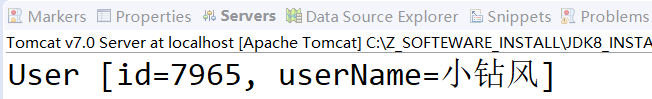 Markers Properties Servers Data Source Explorer Snippets Problems
Tomcat v7.0 Server at localhost [Apache Tomcat] C:\Z_SOFTEWARE_INSTALL\JDK8_INSTA
User [id=7965, userName=小钻风]